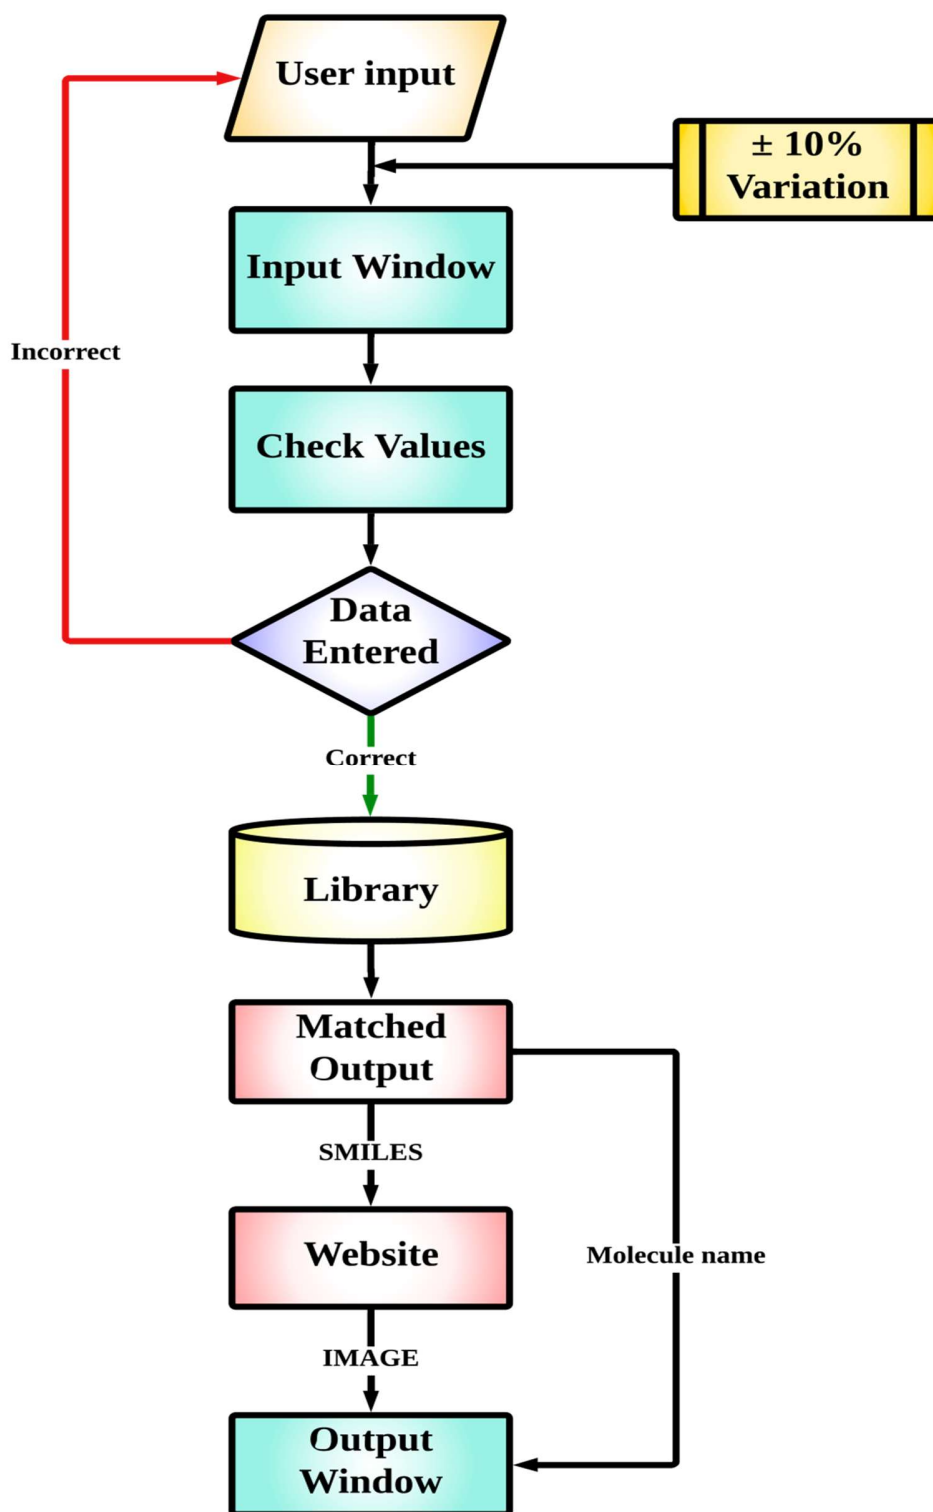 User input
± 10%
Variation
Input Window
Incorrect
Check Values
Data
Entered
Correct
Library
Matched
Output
SMILES
Website
Molecule name
IMAGE
Output
Window